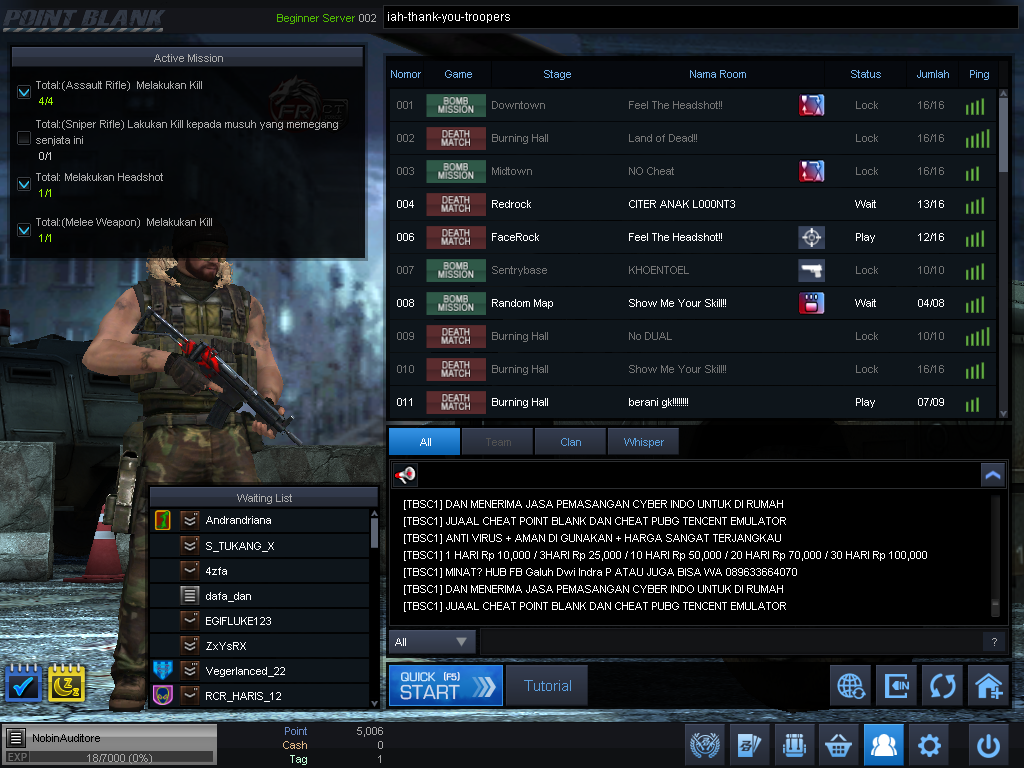 POINT BLANK
Beginner Server 002
iah-thank-you-troopers
Active Mission
Total:(Assault Rifle) Melakukan Kill
4/4
Total:(Sniper Rifle) Lakukan Kill kepada musuh yang memegang
senjata ini
0/1
Total: Melakukan Headshot
1/1
Total:(Melee Weapon) Melakukan Kill
1/1
Nomor Game Stage Nama Room Status Jumlah Ping
001 BOMB MISSION Downtown Feel The Headshot!! Lock 16/16
002 DEATH MATCH Burning Hall Land of Dead!! Lock 16/16
003 BOMB MISSION Midtown NO Cheat Lock 16/16
004 DEATH MATCH Redrock CITER ANAK L000NT3 Wait 13/16
006 DEATH MATCH FaceRock Feel The Headshot!! Play 12/16
007 BOMB MISSION Sentrybase KHOENTOEL Lock 10/10
008 BOMB MISSION Random Map Show Me Your Skill!! Wait 04/08
009 DEATH MATCH Burning Hall No DUAL Lock 10/10
010 DEATH MATCH Burning Hall Show Me Your Skill!! Lock 16/16
011 DEATH MATCH Burning Hall berani gk!!!!!!!! Play 07/09
All Team Clan Whisper
[TBSC1] DAN MENERIMA JASA PEMASANGAN CYBER INDO UNTUK DI RUMAH
[TBSC1] JUAAL CHEAT POINT BLANK DAN CHEAT PUBG TENCENT EMULATOR
[TBSC1] ANTI VIRUS + AMAN DI GUNAKAN + HARGA SANGAT TERJANGKAU
[TBSC1] 1 HARI Rp 10,000 / 3HARI Rp 25,000 / 10 HARI Rp 50,000 / 20 HARI Rp 70,000 / 30 HARI Rp 100,000
[TBSC1] MINAT? HUB FB Galuh Dwi Indra P ATAU JUGA BISA WA 089633664070
[TBSC1] DAN MENERIMA JASA PEMASANGAN CYBER INDO UNTUK DI RUMAH
[TBSC1] JUAAL CHEAT POINT BLANK DAN CHEAT PUBG TENCENT EMULATOR
All ?
Waiting List
Andrandriana
S_TUKANG_X
4zfa
dafa_dan
EGIFLUKE123
ZxYsRX
Vegerlanced_22
RCR_HARIS_12
QUICK (F5)
START
Tutorial
IN
NobinAuditore
EXP 18/7000 (0%)
Point 5,006
Cash 0
Tag 1